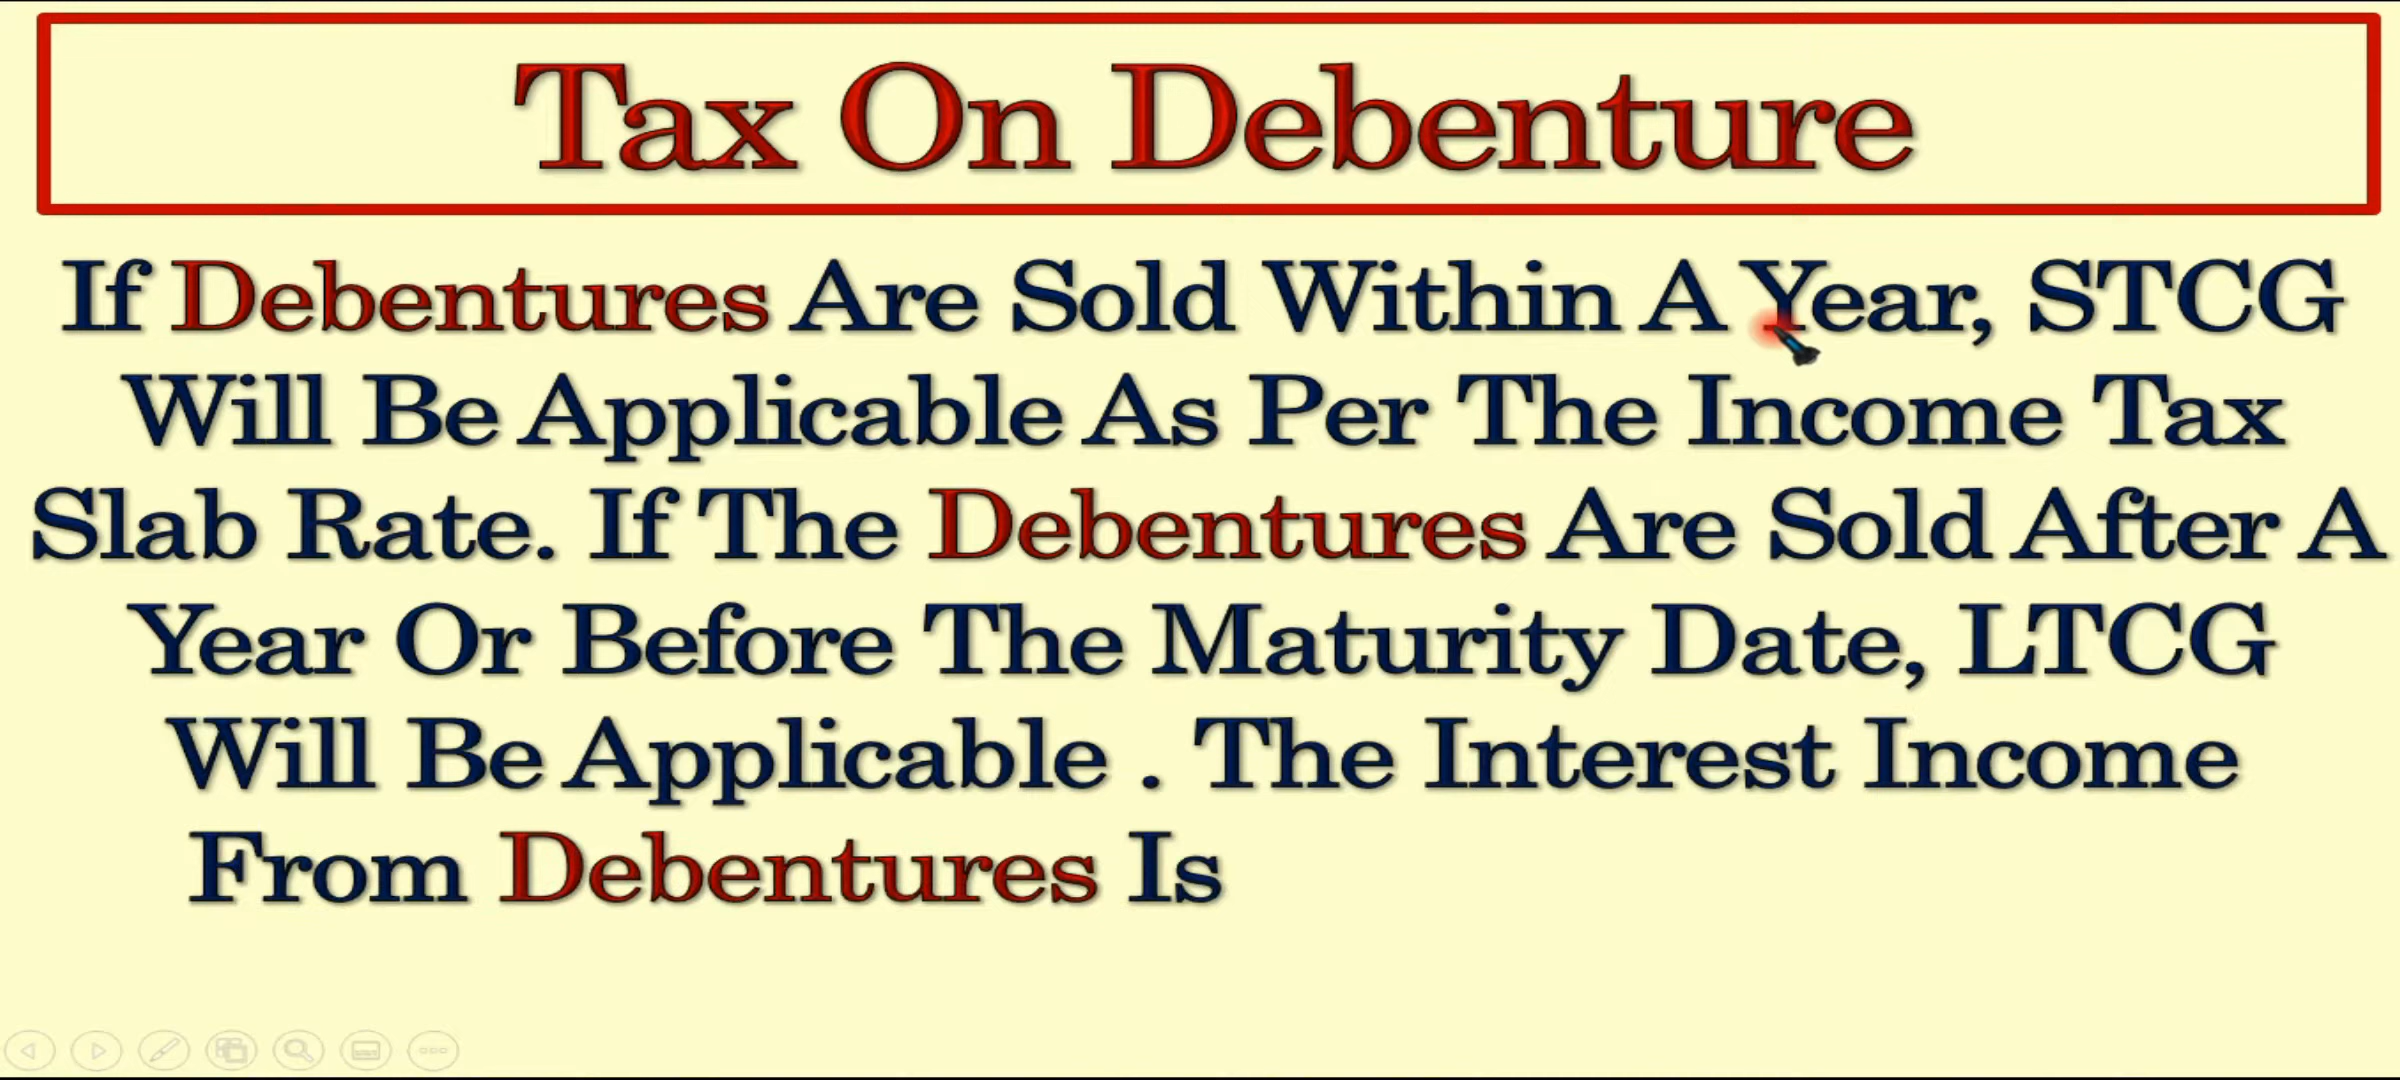 Tax On Debenture
If Debentures Are Sold Within A Year, STCG
Will Be Applicable As Per The Income Tax
Slab Rate. If The Debentures Are Sold After A
Year Or Before The Maturity Date, LTCG
Will Be Applicable . The Interest Income
From Debentures Is